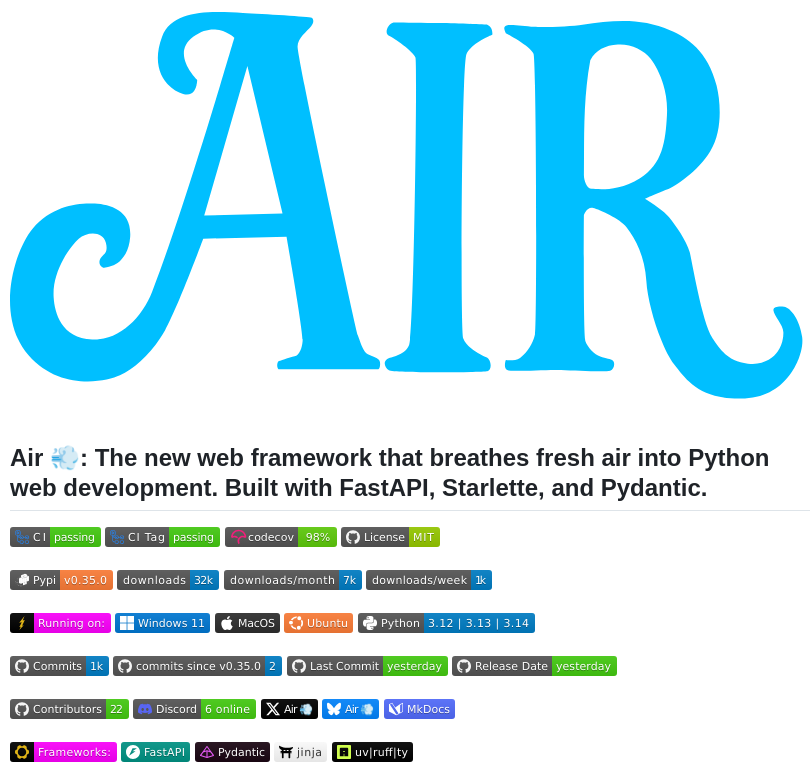 AIR
Air 💨: The new web framework that breathes fresh air into Python
web development. Built with FastAPI, Starlette, and Pydantic.
CI passing CI Tag passing codecov 98% License MIT
Pypi v0.35.0 downloads 32k downloads/month 7k downloads/week 1k
Running on: Windows 11 MacOS Ubuntu Python 3.12 | 3.13 | 3.14
Commits 1k commits since v0.35.0 2 Last Commit yesterday Release Date yesterday
Contributors 22 Discord 6 online Air 💨 Air 💨 MkDocs
Frameworks: FastAPI Pydantic jinja uv|ruff|ty